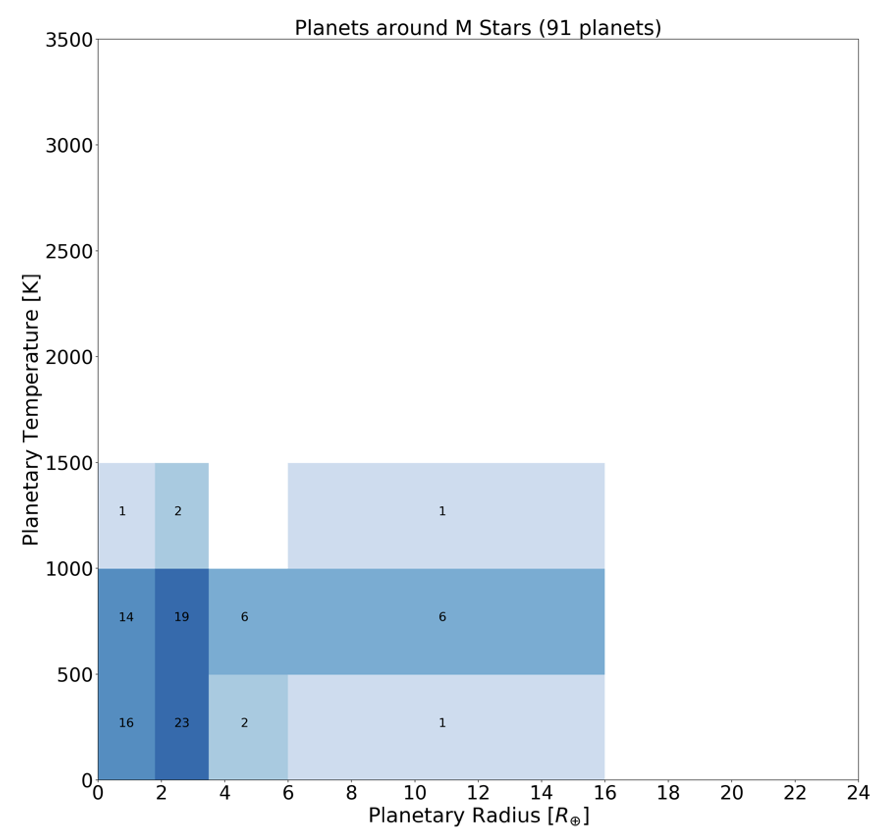 Planets around M Stars (91 planets)
3500
3000
2500
2000
1500
1000
500
0
Planetary Temperature [K]
1 2 1
14 19 6 6
16 23 2 1
0 2 4 6 8 10 12 14 16 18 20 22 24
Planetary Radius [R⊕]